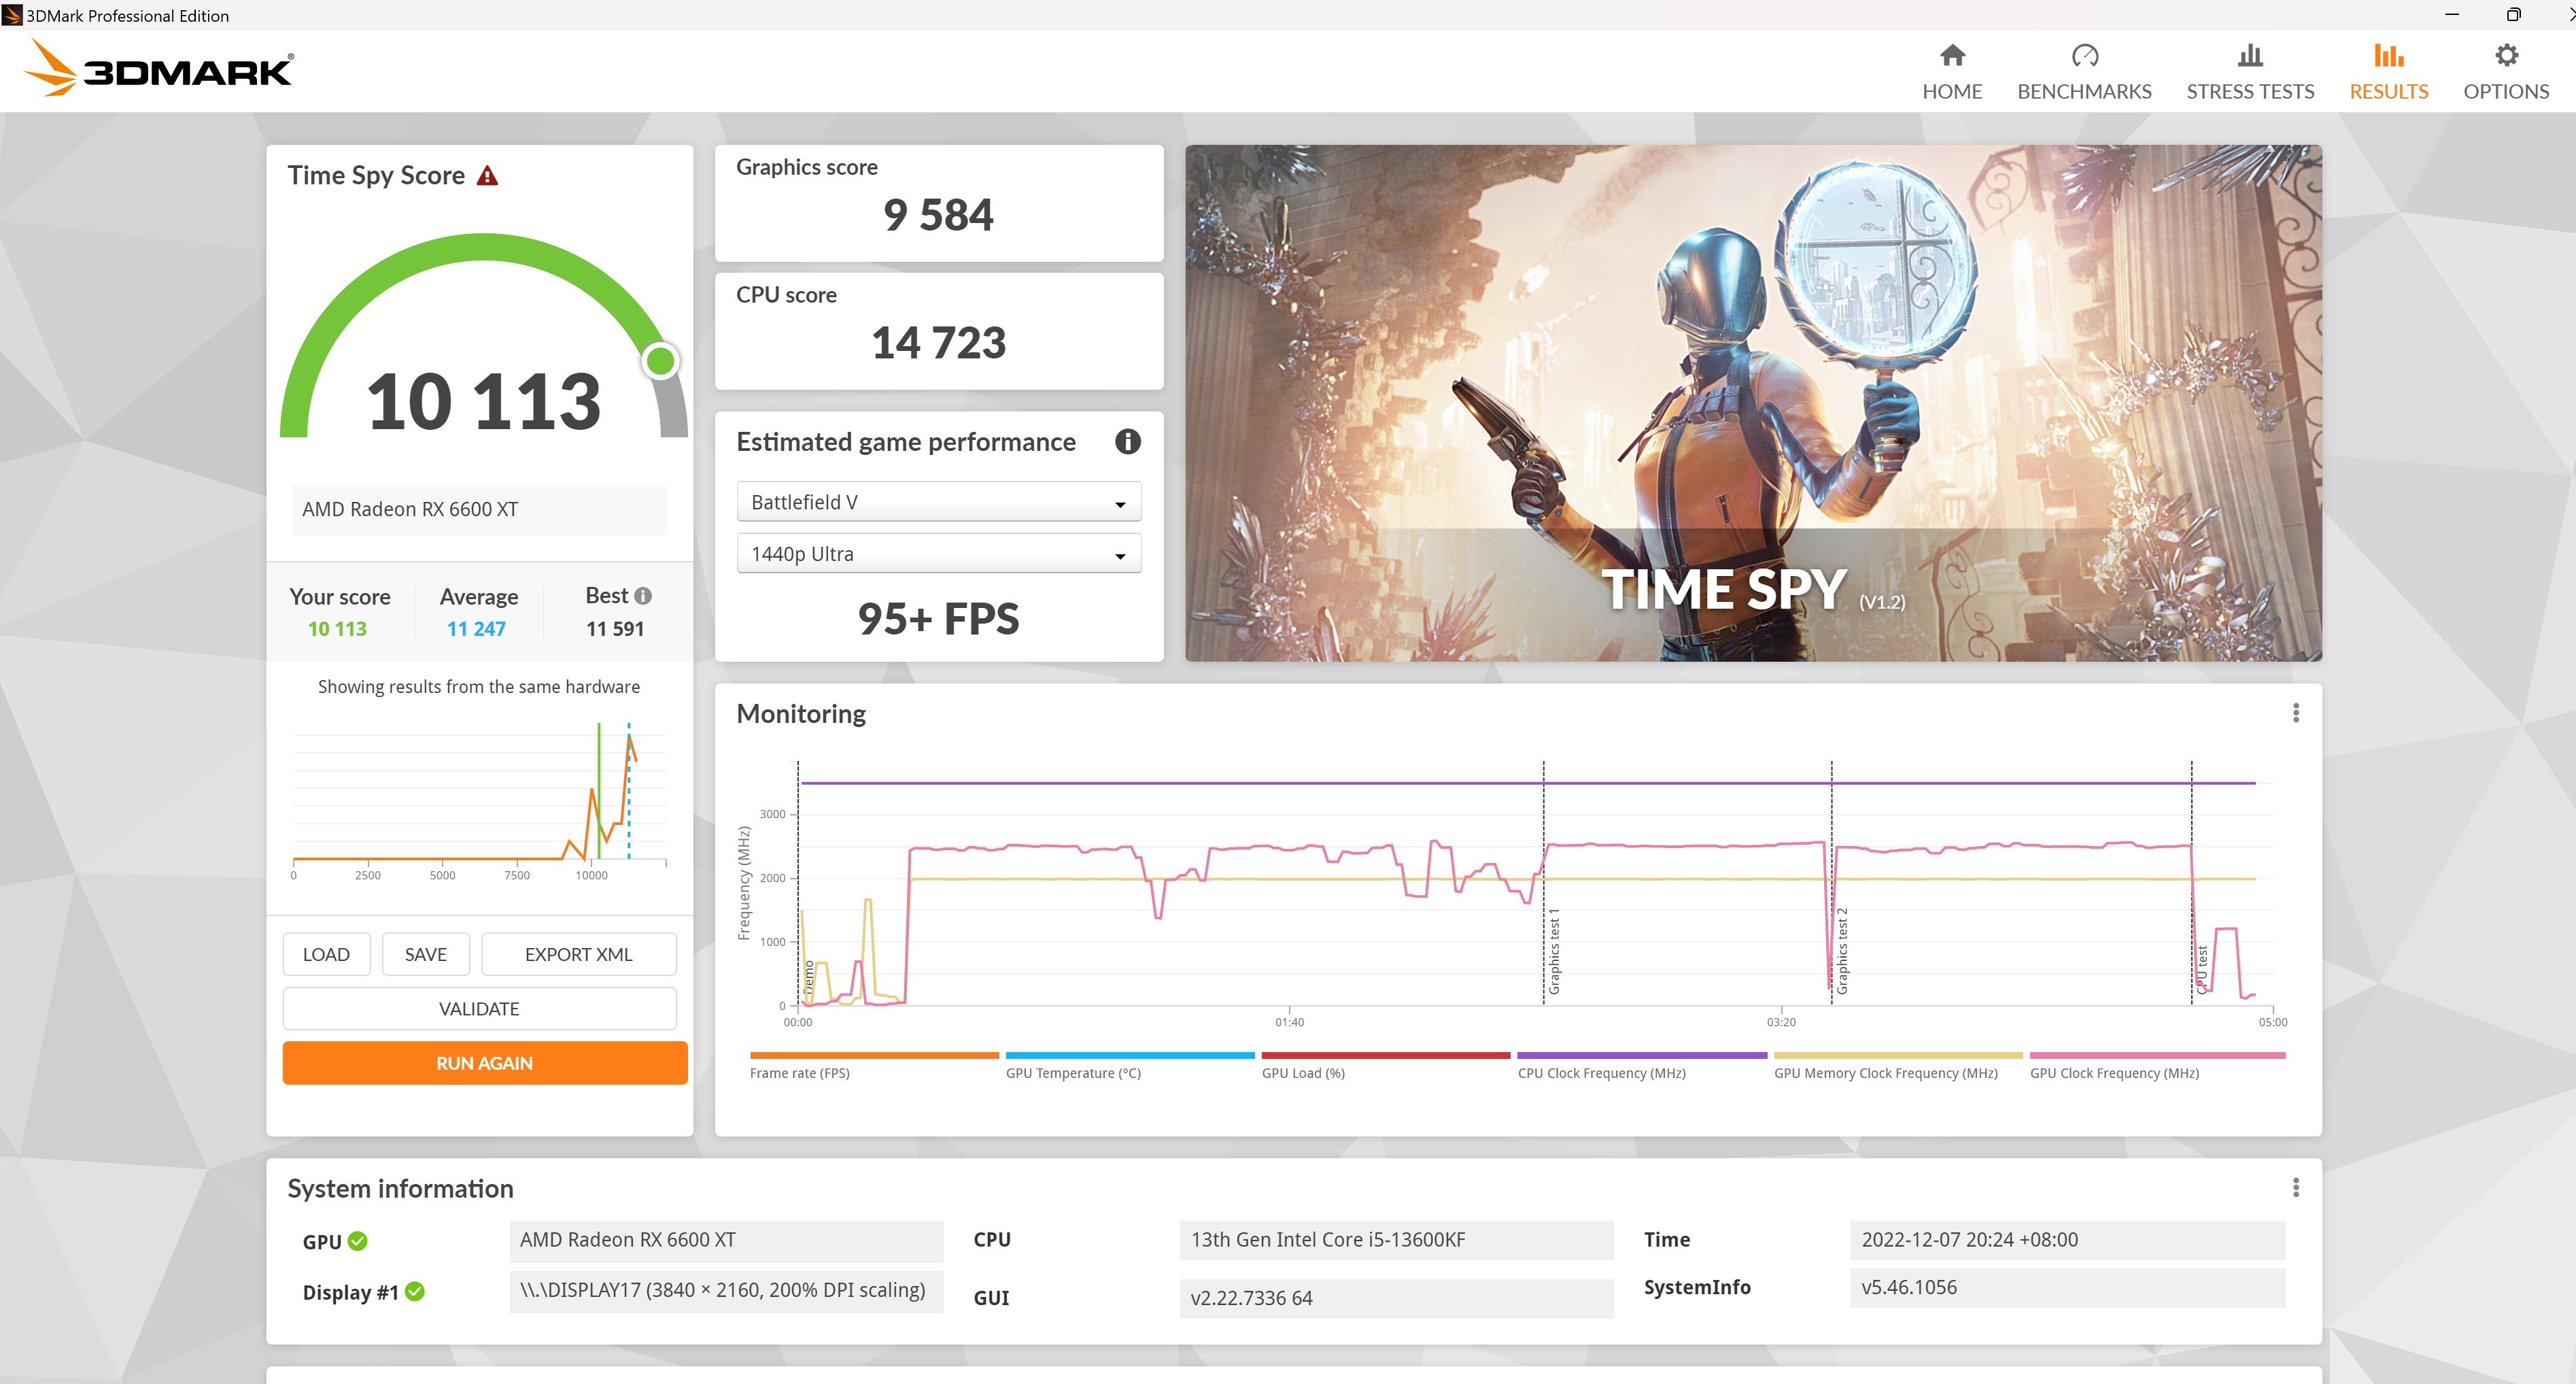 3DMark Professional Edition
3DMARK®
HOME
BENCHMARKS
STRESS TESTS
RESULTS
OPTIONS
Time Spy Score
10 113
AMD Radeon RX 6600 XT
Your score
10 113
Average
11 247
Best
11 591
Showing results from the same hardware
0 2500 5000 7500 10000
LOAD
SAVE
EXPORT XML
VALIDATE
RUN AGAIN
Graphics score
9 584
CPU score
14 723
Estimated game performance
Battlefield V
1440p Ultra
95+ FPS
TIME SPY (V1.2)
Monitoring
Frequency (MHz)
3000
2000
1000
0
Demo
Graphics test 1
Graphics test 2
CPU test
00:00 01:40 03:20 05:00
Frame rate (FPS)
GPU Temperature (°C)
GPU Load (%)
CPU Clock Frequency (MHz)
GPU Memory Clock Frequency (MHz)
GPU Clock Frequency (MHz)
System information
GPU
AMD Radeon RX 6600 XT
CPU
13th Gen Intel Core i5-13600KF
Time
2022-12-07 20:24 +08:00
Display #1
\\.\DISPLAY17 (3840 × 2160, 200% DPI scaling)
GUI
v2.22.7336 64
SystemInfo
v5.46.1056